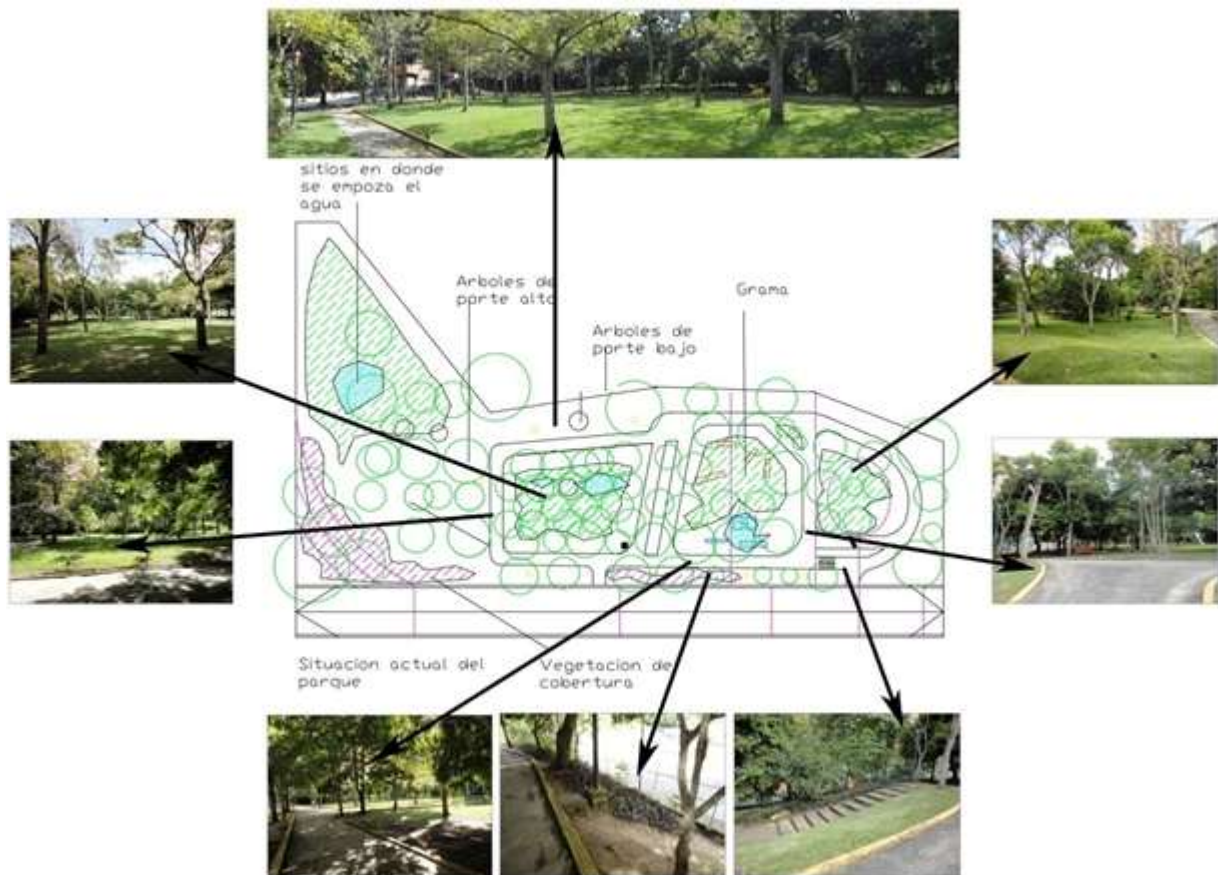 sitios en donde
se empoza el
agua
Arboles de
porte alto
Grama
Arboles de
porte bajo
Situacion actual del
parque
Vegetacion de
cobertura